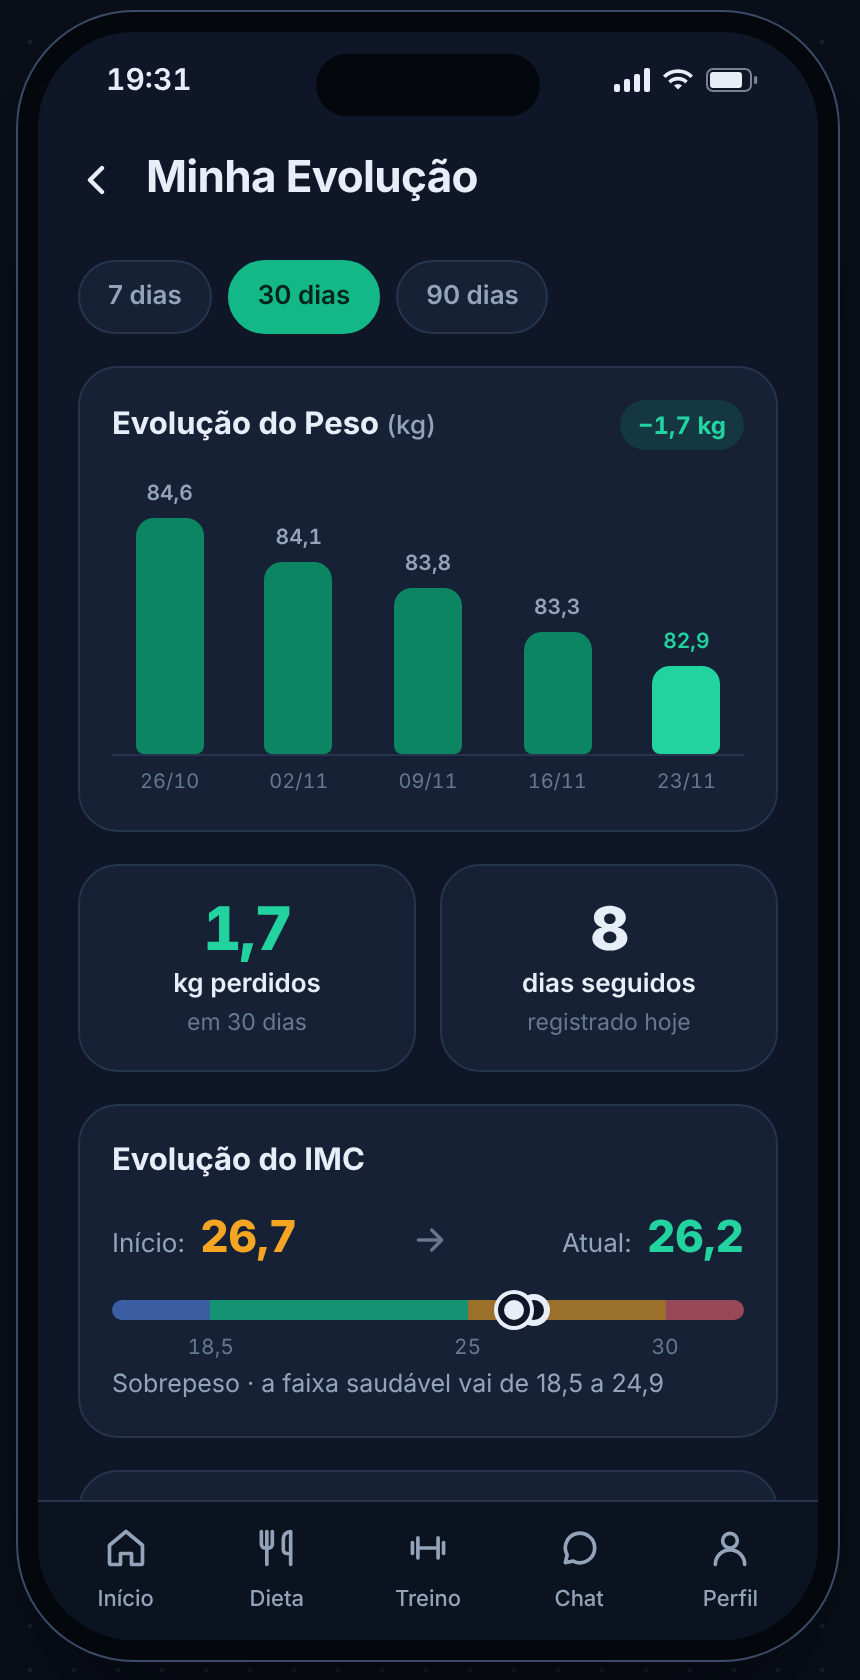 19:31
Minha Evolução
7 dias
30 dias
90 dias
Evolução do Peso (kg)
−1,7 kg
84,6
84,1
83,8
83,3
82,9
26/10
02/11
09/11
16/11
23/11
1,7
kg perdidos
em 30 dias
8
dias seguidos
registrado hoje
Evolução do IMC
Início: 26,7 → Atual: 26,2
18,5
25
30
Sobrepeso · a faixa saudável vai de 18,5 a 24,9
Início
Dieta
Treino
Chat
Perfil